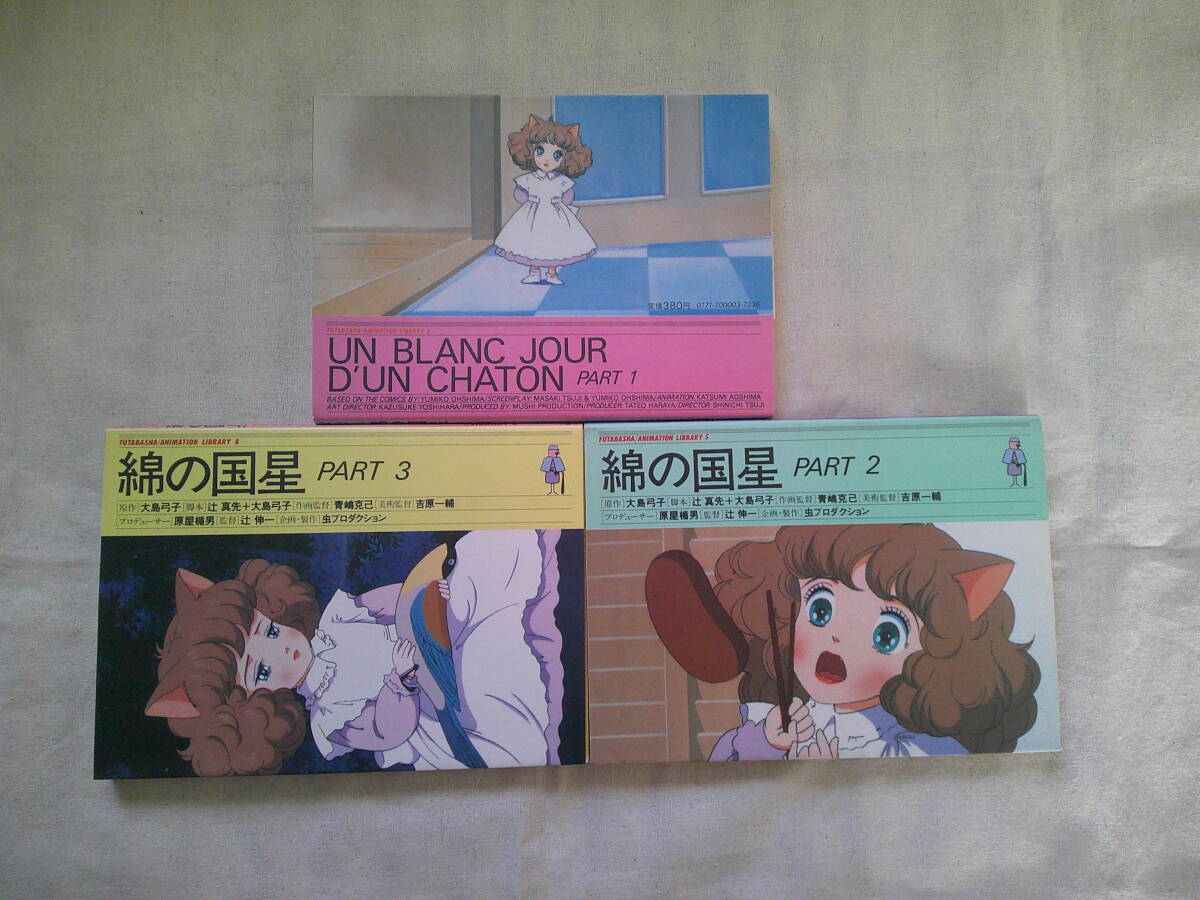 定価380円 0171-700003-7336
FUTABASHA/ANIMATION LIBRARY
UN BLANC JOUR
D'UN CHATON PART 1
BASED ON THE COMICS BY: YUMIKO OHSHIMA/SCREENPLAY: MASAKI TSUJI & YUMIKO OHSHIMA/ANIMATION: KATSUMI AOSHIMA
ART DIRECTOR: KAZUSUKE YOSHIHARA/PRODUCED BY: MUSHI PRODUCTION/PRODUCER: TATEO HARAYA/DIRECTOR: SHINICHI TSUJI
FUTABASHA/ANIMATION LIBRARY 8
綿の国星 PART 3
[原作]大島弓子[脚本]辻 真先+大島弓子[作画監督]青嶋克己[美術監督]吉原一輔
[プロデューサー]原屋楯男[監督]辻 伸一[企画・製作]虫プロダクション
FUTABASHA/ANIMATION LIBRARY 5
綿の国星 PART 2
[原作]大島弓子[脚本]辻 真先+大島弓子[作画監督]青嶋克己[美術監督]吉原一輔
[プロデューサー]原屋楯男[監督]辻 伸一[企画・製作]虫プロダクション